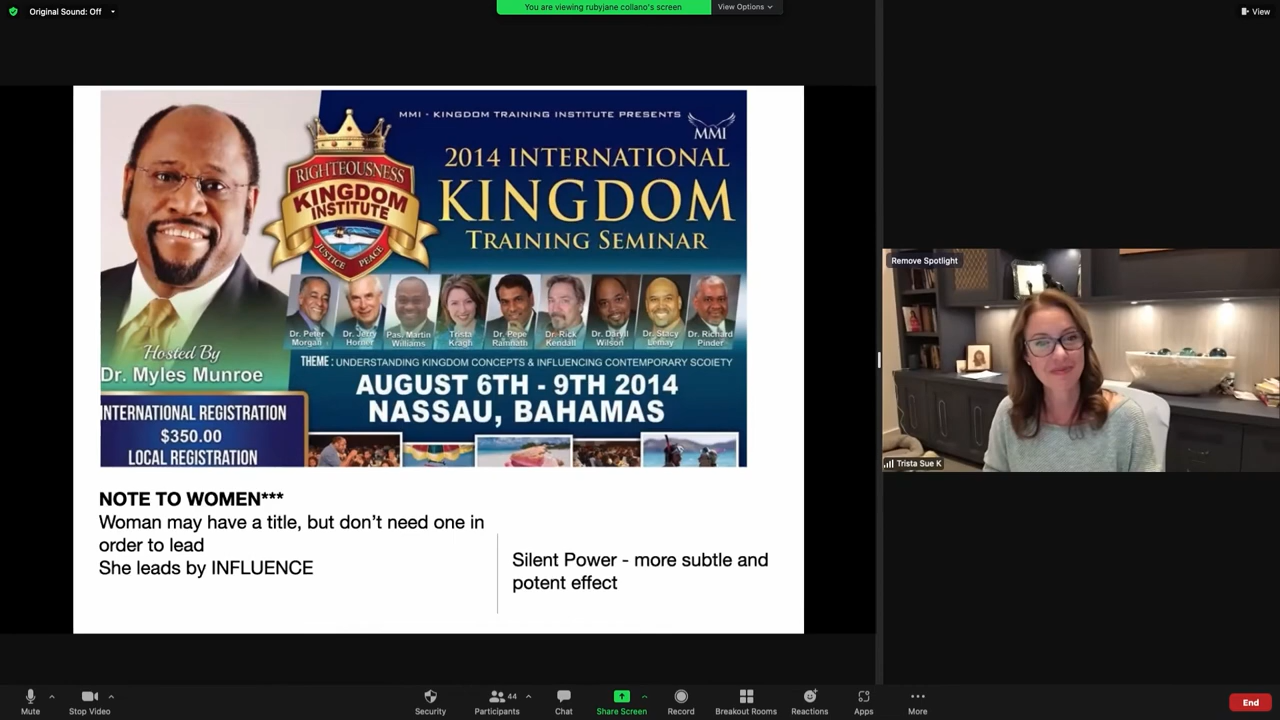 Original Sound: Off
You are viewing rubyjane collano's screen
View Options
View
MMI - KINGDOM TRAINING INSTITUTE PRESENTS
MMI
RIGHTEOUSNESS
KINGDOM
INSTITUTE
JUSTICE PEACE
2014 INTERNATIONAL
KINGDOM
TRAINING SEMINAR
Dr. Peter
Morgan
Dr. Jerry
Horner
Pas. Martin
Williams
Trista
Kragh
Dr. Pepe
Ramnath
Dr. Rick
Kendall
Dr. Daryll
Wilson
Dr. Stacy
Lemay
Dr. Richard
Pinder
Hosted By
Dr. Myles Munroe
THEME : UNDERSTANDING KINGDOM CONCEPTS & INFLUENCING CONTEMPORARY SCOIETY
AUGUST 6TH - 9TH 2014
NASSAU, BAHAMAS
INTERNATIONAL REGISTRATION
$350.00
LOCAL REGISTRATION
NOTE TO WOMEN***
Woman may have a title, but don’t need one in
order to lead
She leads by INFLUENCE
Silent Power - more subtle and
potent effect
Remove Spotlight
Trista Sue K
Mute
Stop Video
Security
44
Participants
Chat
Share Screen
Record
Breakout Rooms
Reactions
Apps
More
End